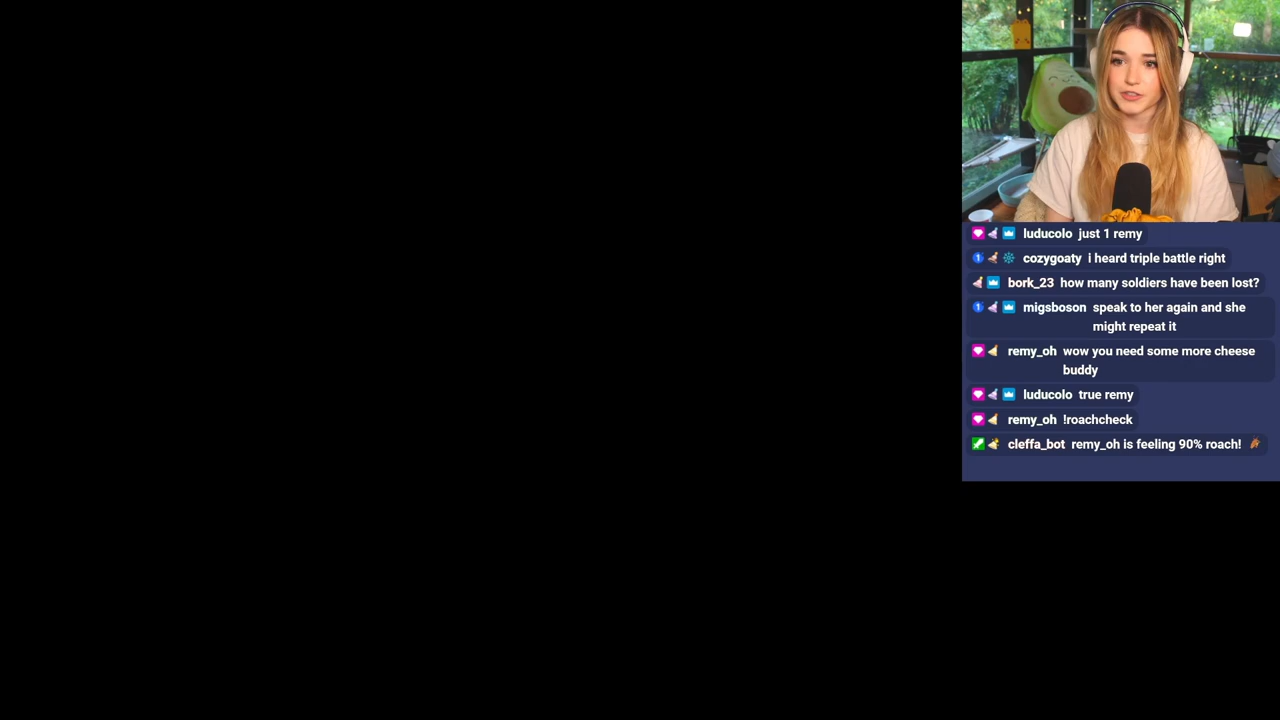 luducolo just 1 remy
cozygoaty i heard triple battle right
bork_23 how many soldiers have been lost?
migsboson speak to her again and she
might repeat it
remy_oh wow you need some more cheese
buddy
luducolo true remy
remy_oh !roachcheck
cleffa_bot remy_oh is feeling 90% roach!